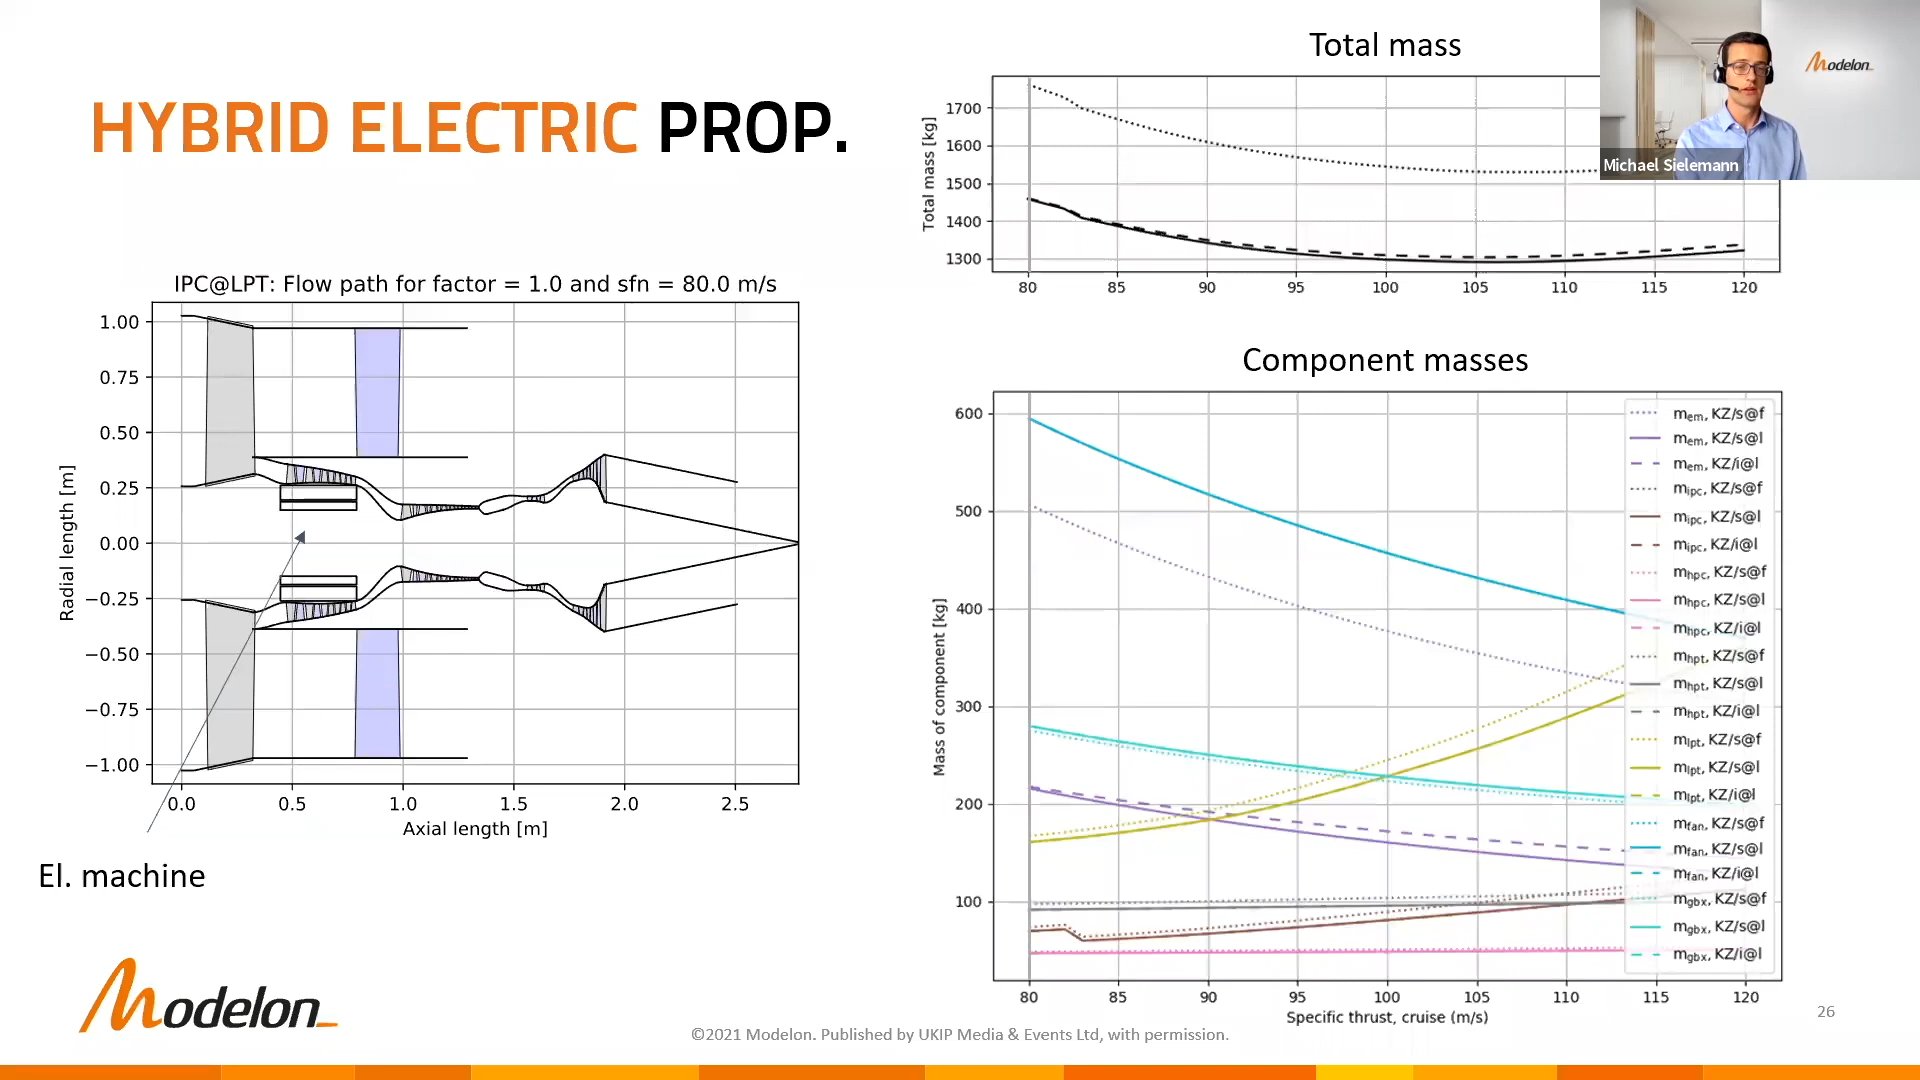 HYBRID ELECTRIC PROP.
IPC@LPT: Flow path for factor = 1.0 and sfn = 80.0 m/s
1.00
0.75
0.50
0.25
0.00
−0.25
−0.50
−0.75
−1.00
Radial length [m]
0.0 0.5 1.0 1.5 2.0 2.5
Axial length [m]
El. machine
Modelon
Total mass
1700
1600
1500
1400
1300
Total mass [kg]
80 85 90 95 100 105 110 115 120
Modelon
Michael Sielemann
Component masses
600
500
400
300
200
100
Mass of component [kg]
m_em, KZ/s@f
m_em, KZ/s@l
m_em, KZ/i@l
m_ipc, KZ/s@f
m_ipc, KZ/s@l
m_ipc, KZ/i@l
m_hpc, KZ/s@f
m_hpc, KZ/s@l
m_hpc, KZ/i@l
m_hpt, KZ/s@f
m_hpt, KZ/s@l
m_hpt, KZ/i@l
m_lpt, KZ/s@f
m_lpt, KZ/s@l
m_lpt, KZ/i@l
m_fan, KZ/s@f
m_fan, KZ/s@l
m_fan, KZ/i@l
m_gbx, KZ/s@f
m_gbx, KZ/s@l
m_gbx, KZ/i@l
80 85 90 95 100 105 110 115 120
Specific thrust, cruise (m/s)
©2021 Modelon. Published by UKIP Media & Events Ltd, with permission.
26